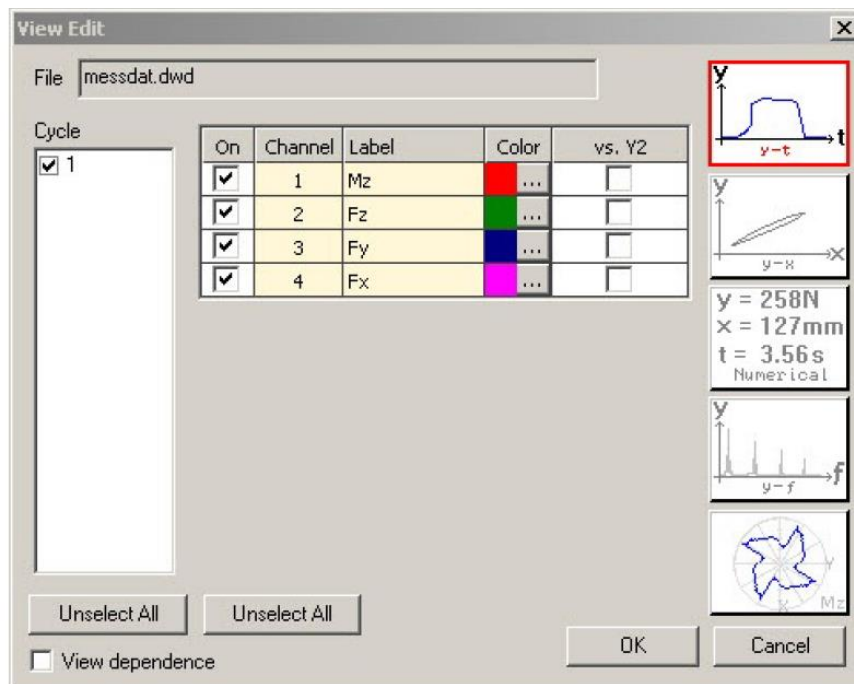 View Edit
File messdat.dwd
Cycle
1
On Channel Label Color vs. Y2
1 Mz ...
2 Fz ...
3 Fy ...
4 Fx ...
y
t
y-t
y
x
y-x
y = 258N
x = 127mm
t = 3.56s
Numerical
y
f
y-f
Y
X
Mz
Unselect All Unselect All
View dependence
OK Cancel